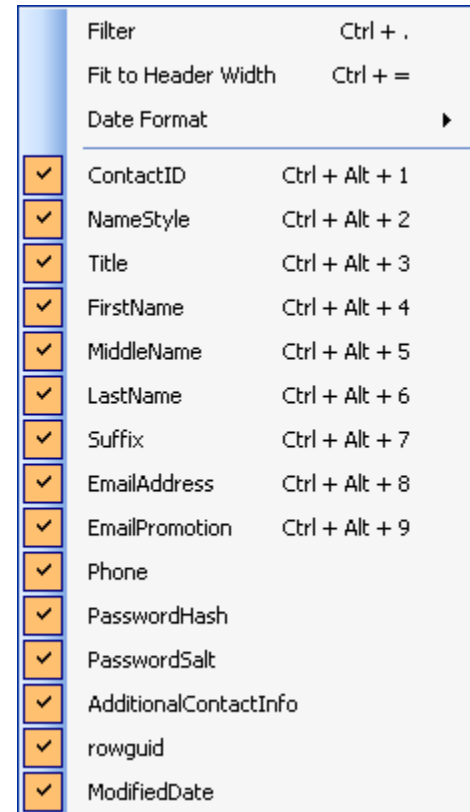 Filter Ctrl + .
Fit to Header Width Ctrl + =
Date Format
ContactID Ctrl + Alt + 1
NameStyle Ctrl + Alt + 2
Title Ctrl + Alt + 3
FirstName Ctrl + Alt + 4
MiddleName Ctrl + Alt + 5
LastName Ctrl + Alt + 6
Suffix Ctrl + Alt + 7
EmailAddress Ctrl + Alt + 8
EmailPromotion Ctrl + Alt + 9
Phone
PasswordHash
PasswordSalt
AdditionalContactInfo
rowguid
ModifiedDate